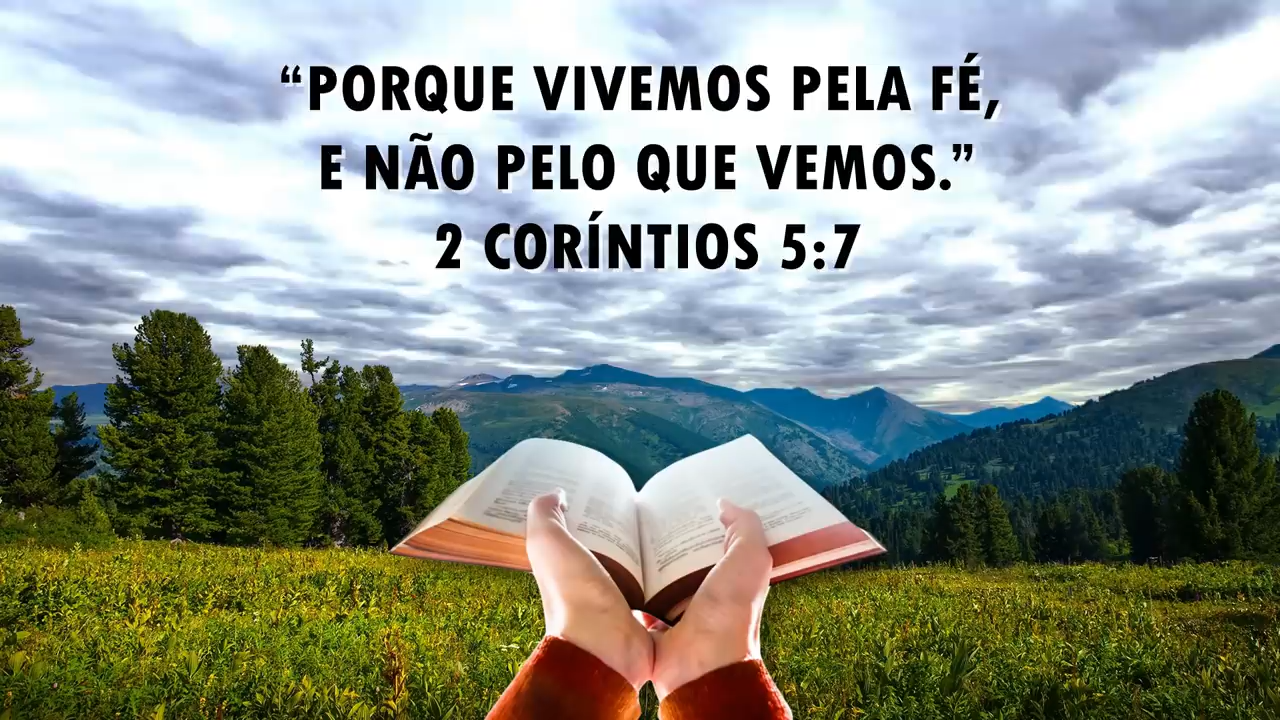 “PORQUE VIVEMOS PELA FÉ,
E NÃO PELO QUE VEMOS.”
2 CORÍNTIOS 5:7